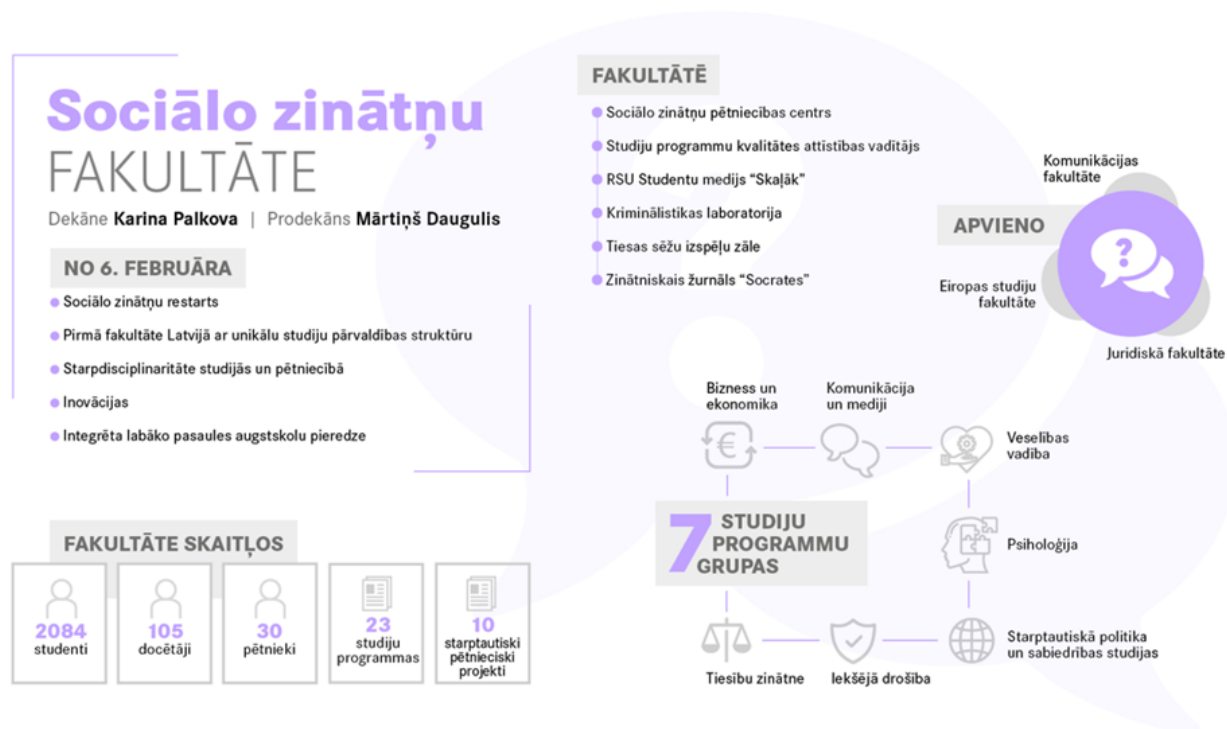 Sociālo zinātņu
FAKULTĀTE
Dekāne Karina Palkova | Prodekāns Mārtiņš Daugulis
NO 6. FEBRUĀRA
Sociālo zinātņu restarts
Pirmā fakultāte Latvijā ar unikālu studiju pārvaldības struktūru
Starpdisciplinaritāte studijās un pētniecībā
Inovācijas
Integrēta labāko pasaules augstskolu pieredze
FAKULTĀTE SKAITĻOS
2084
studenti
105
docētāji
30
pētnieki
23
studiju
programmas
10
starptautiski
pētnieciski
projekti
FAKULTĀTĒ
Sociālo zinātņu pētniecības centrs
Studiju programmu kvalitātes attīstības vadītājs
RSU Studentu medijs “Skaļāk”
Kriminālistikas laboratorija
Tiesas sēžu izspēļu zāle
Zinātniskais žurnāls “Socrates”
APVIENO
Komunikācijas
fakultāte
?
Eiropas studiju
fakultāte
Juridiskā fakultāte
7 STUDIJU
PROGRAMMU
GRUPAS
Bizness un
ekonomika
€
Komunikācija
un mediji
Veselības
vadība
Psiholoģija
Starptautiskā politika
un sabiedrības studijas
Iekšējā drošība
Tiesību zinātne